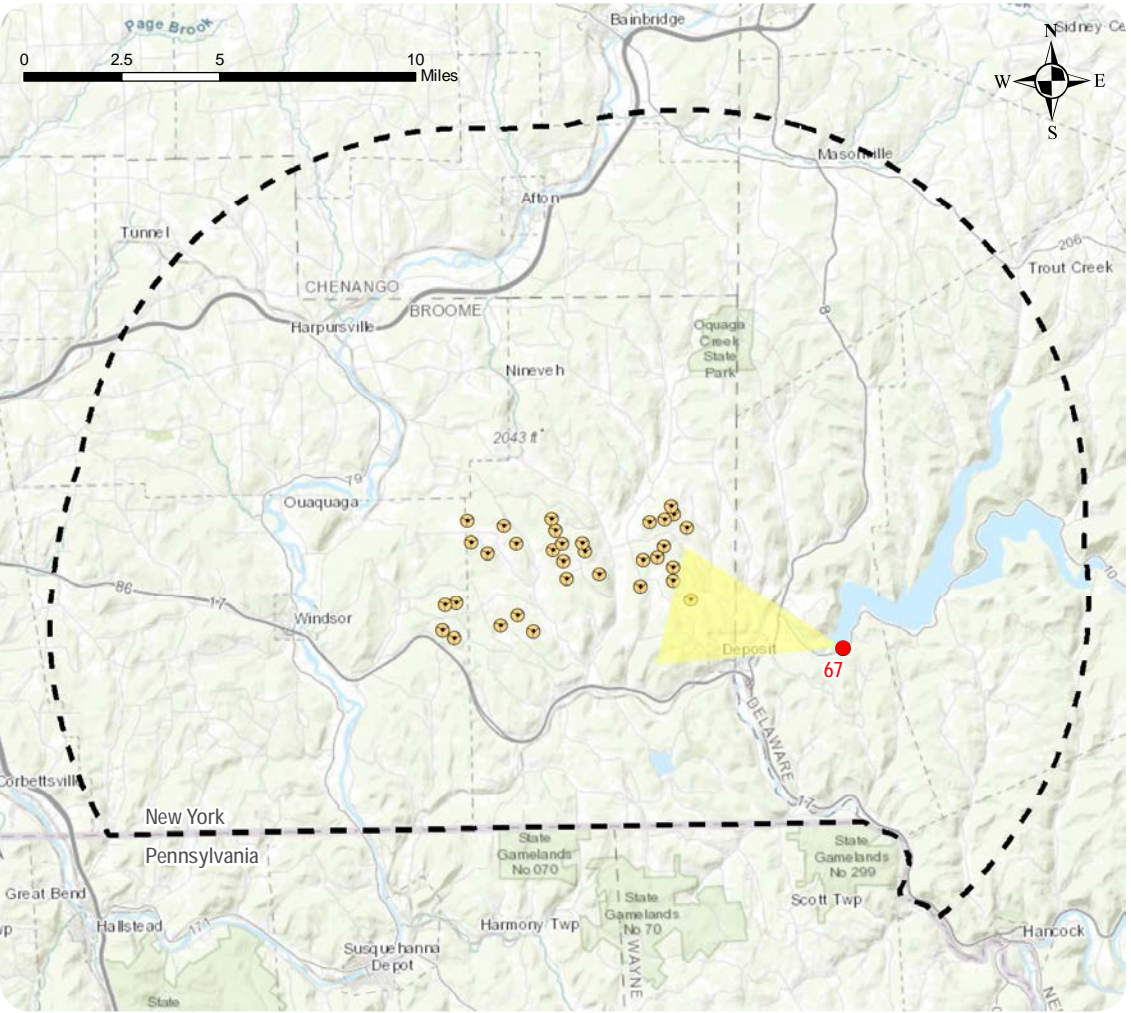 Page Brook
Bainbridge
N
Sidney Ce
0 2.5 5 10
Miles
W E
S
Masonville
Afton
Tunnel
206
Trout Creek
CHENANGO
BROOME
8
Harpursville
Oquaga
Creek
State
Park
Nineveh
2043 ft
79
Ouaquaga
10
86
17
Windsor
Deposit
67
DELAWARE
Corbettsville
17
New York
Pennsylvania
State
Gamelands
No 070
State
Gamelands
No 299
Great Bend
State
Gamelands
No 70
Scott Twp
wp
Hallstead
171
Harmony Twp
Hancock
Susquehanna
Depot
WAYNE
State
NE